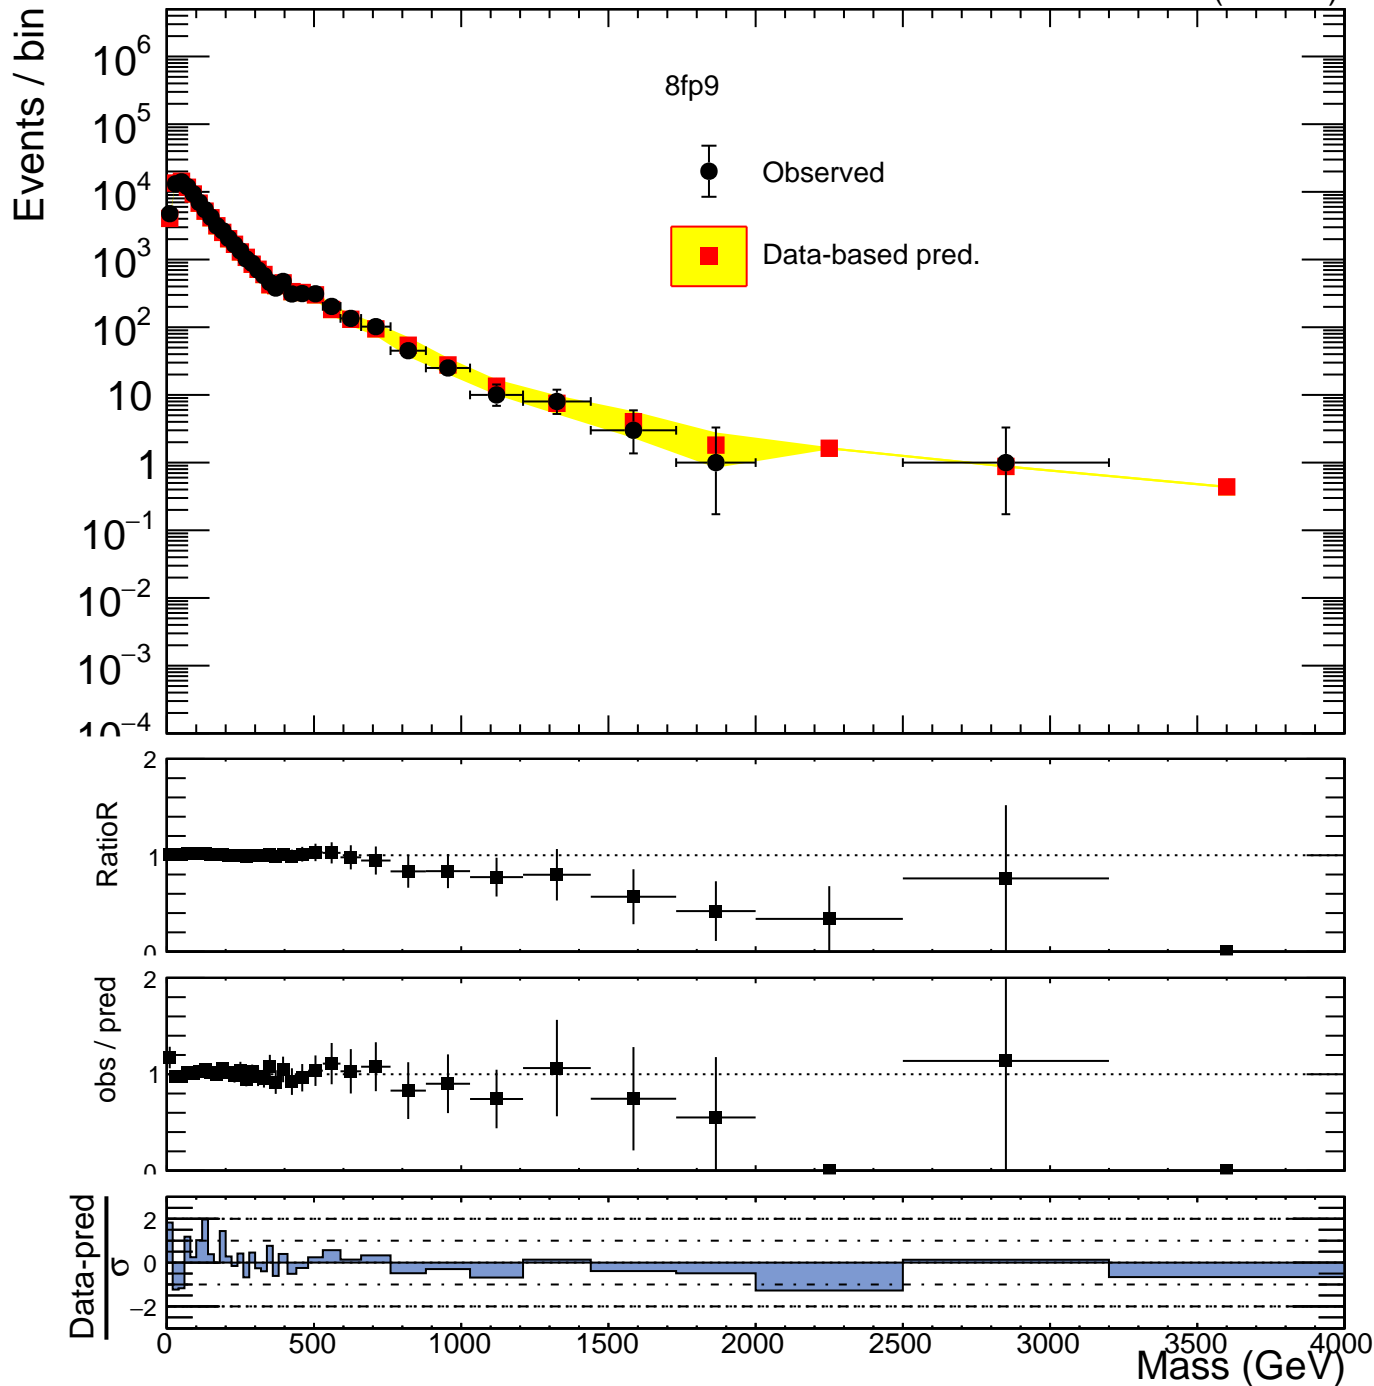 Events / bin
10^6
10^5
10^4
10^3
10^2
10
1
10^−1
10^−2
10^−3
10^−4
8fp9
Observed
Data-based pred.
RatioR
2
1
0
obs / pred
2
1
0
Data-pred
σ
2
0
−2
0 500 1000 1500 2000 2500 3000 3500 4000
Mass (GeV)